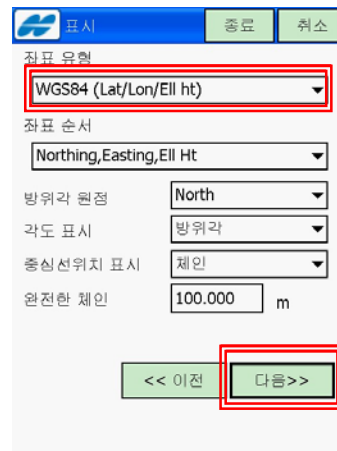 표시 종료 취소
좌표 유형
WGS84 (Lat/Lon/Ell ht)
좌표 순서
Northing,Easting,Ell Ht
방위각 원점 North
각도 표시 방위각
중심선위치 표시 체인
완전한 체인 100.000 m
<< 이전 다음>>